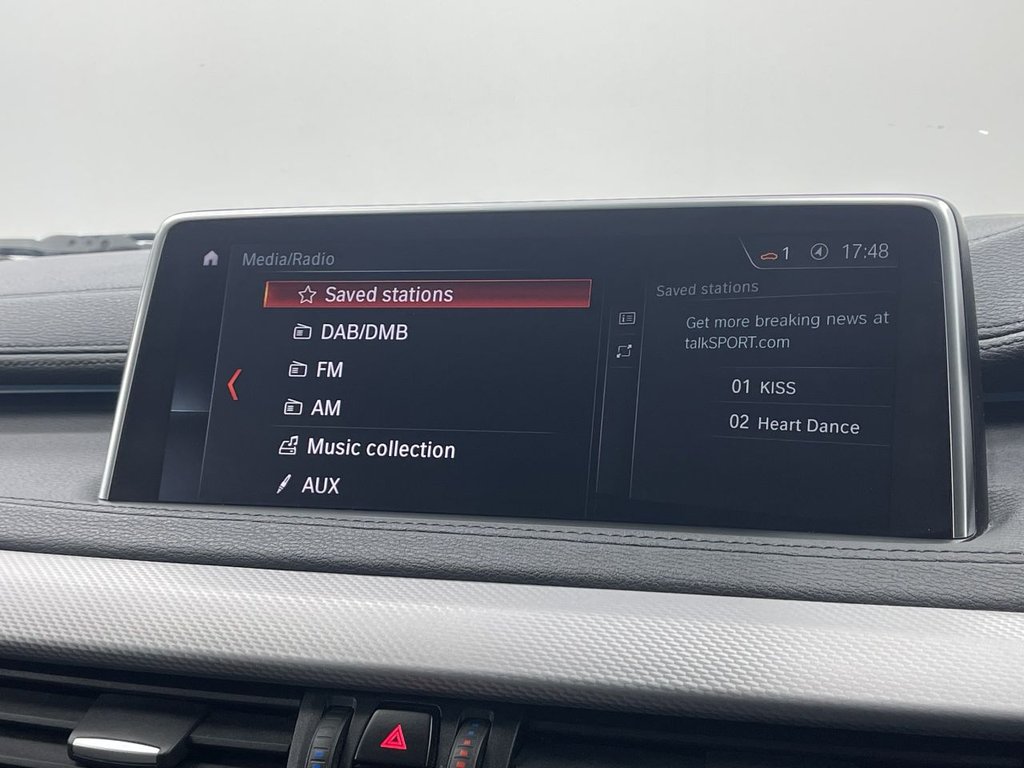 Media/Radio
1 17:48
Saved stations
DAB/DMB
FM
AM
Music collection
AUX
Saved stations
Get more breaking news at
talkSPORT.com
01 KISS
02 Heart Dance